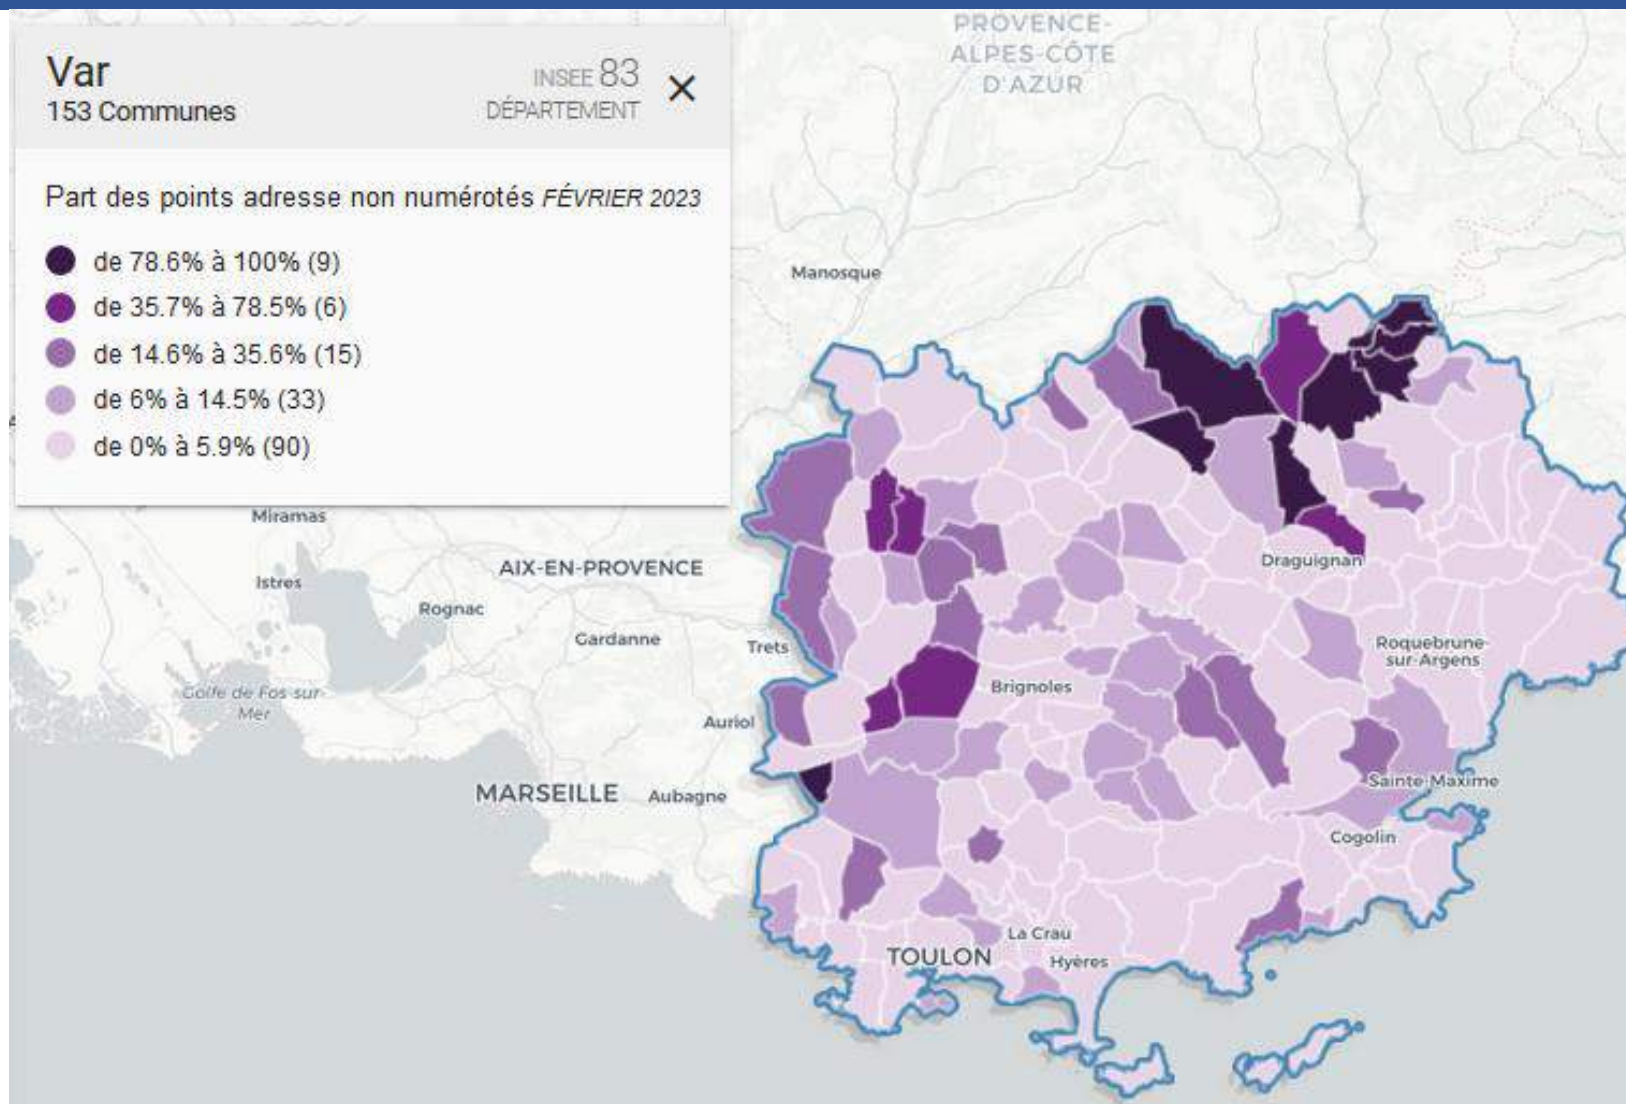 Var
153 Communes
INSEE 83
DÉPARTEMENT
Part des points adresse non numérotés FÉVRIER 2023
de 78.6% à 100% (9)
de 35.7% à 78.5% (6)
de 14.6% à 35.6% (15)
de 6% à 14.5% (33)
de 0% à 5.9% (90)
PROVENCE-
ALPES-CÔTE
D'AZUR
Manosque
Miramas
Istres
AIX-EN-PROVENCE
Rognac
Gardanne
Trets
Golfe de Fos-sur-
Mer
Auriol
MARSEILLE
Aubagne
Draguignan
Roquebrune-
sur-Argens
Brignoles
Sainte-Maxime
Cogolin
La Crau
TOULON
Hyères